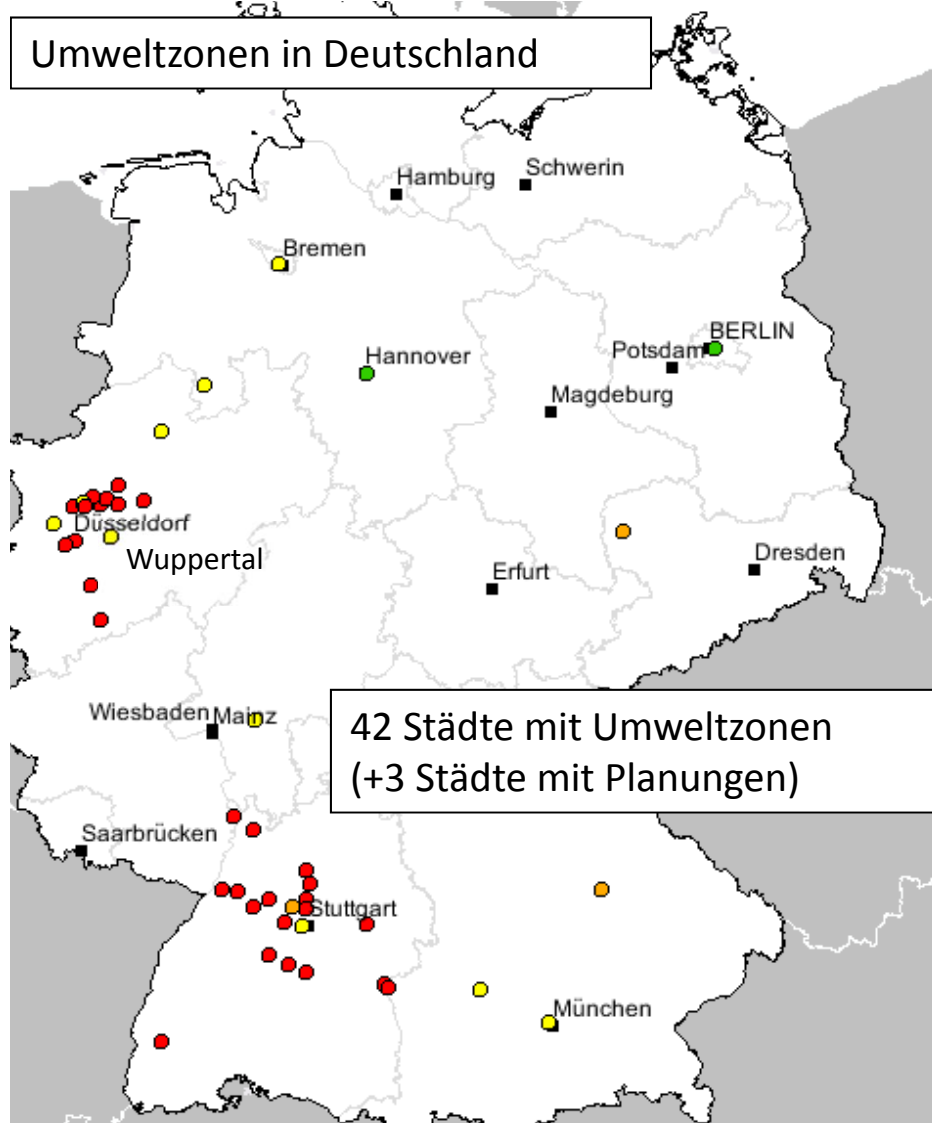 Umweltzonen in Deutschland
Schwerin
Hamburg
Bremen
BERLIN
Hannover
Potsdam
Magdeburg
Düsseldorf
Wuppertal
Dresden
Erfurt
Wiesbaden
Mainz
42 Städte mit Umweltzonen
(+3 Städte mit Planungen)
Saarbrücken
Stuttgart
München